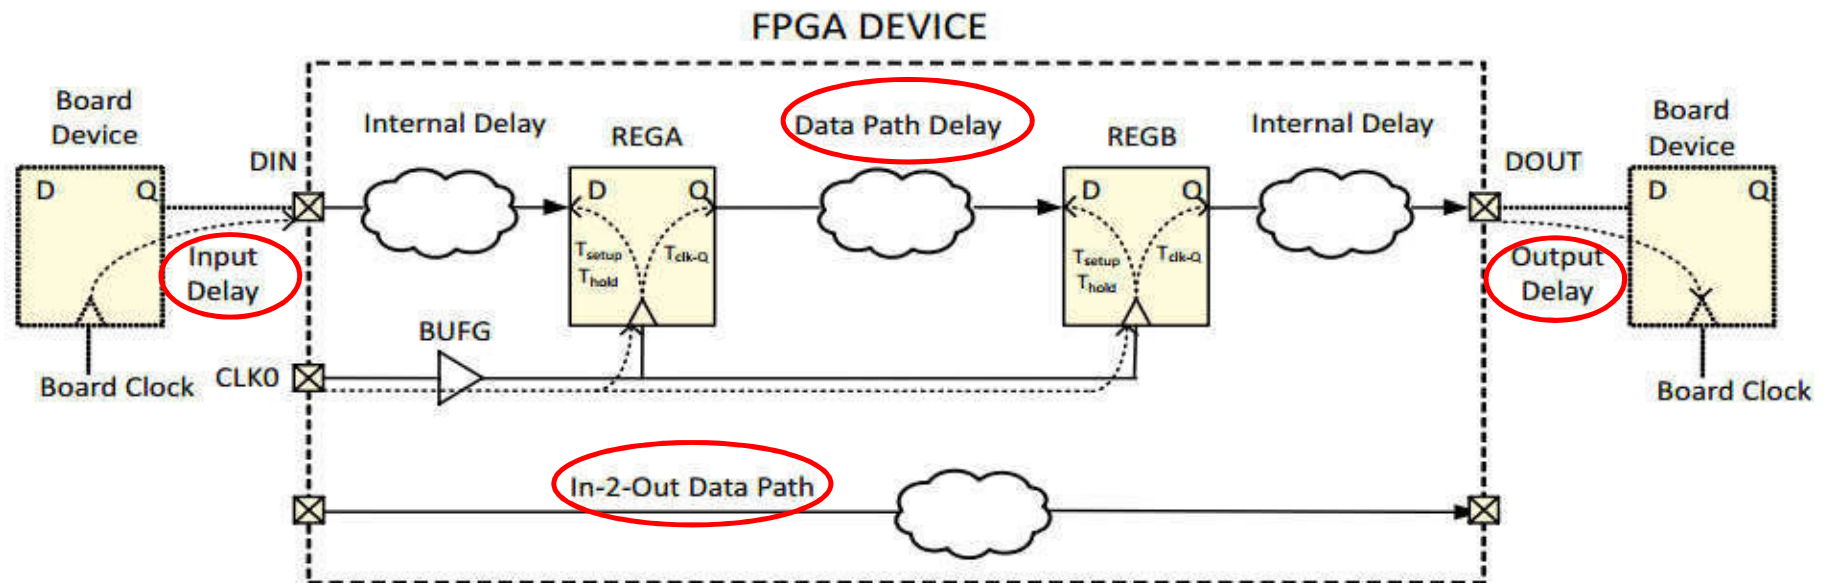 FPGA DEVICE
Board
Device
D Q
Input
Delay
Board Clock
DIN
Internal Delay
REGA
D Q
Tsetup
Thold
Tclk-Q
Data Path Delay
REGB
D Q
Tsetup
Thold
Tclk-Q
Internal Delay
DOUT
Board
Device
D Q
Output
Delay
Board Clock
CLK0
BUFG
In-2-Out Data Path